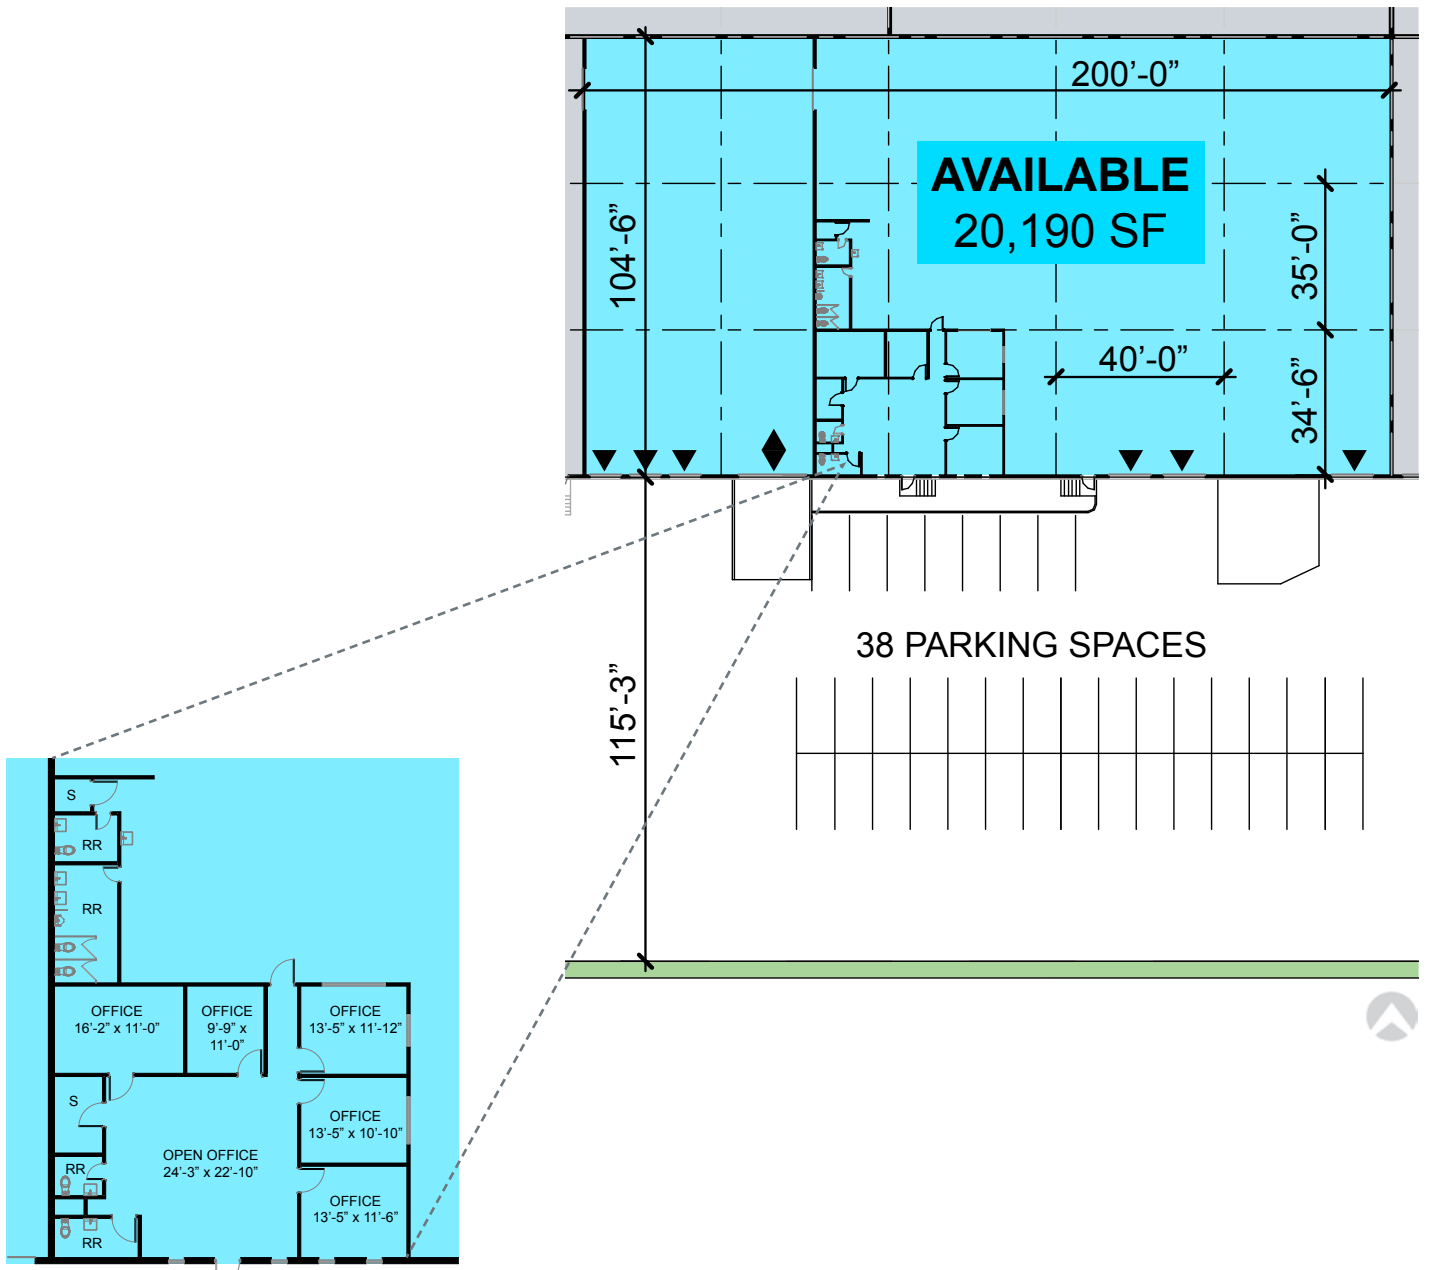 200’-0”
AVAILABLE
20,190 SF
104’-6”
35’-0”
40’-0”
34’-6”
38 PARKING SPACES
115’-3”
S
RR
RR
OFFICE
16’-2” x 11’-0”
OFFICE
9’-9” x
11’-0”
OFFICE
13’-5” x 11’-12”
S
OFFICE
13’-5” x 10’-10”
OPEN OFFICE
24’-3” x 22’-10”
RR
OFFICE
13’-5” x 11’-6”
RR